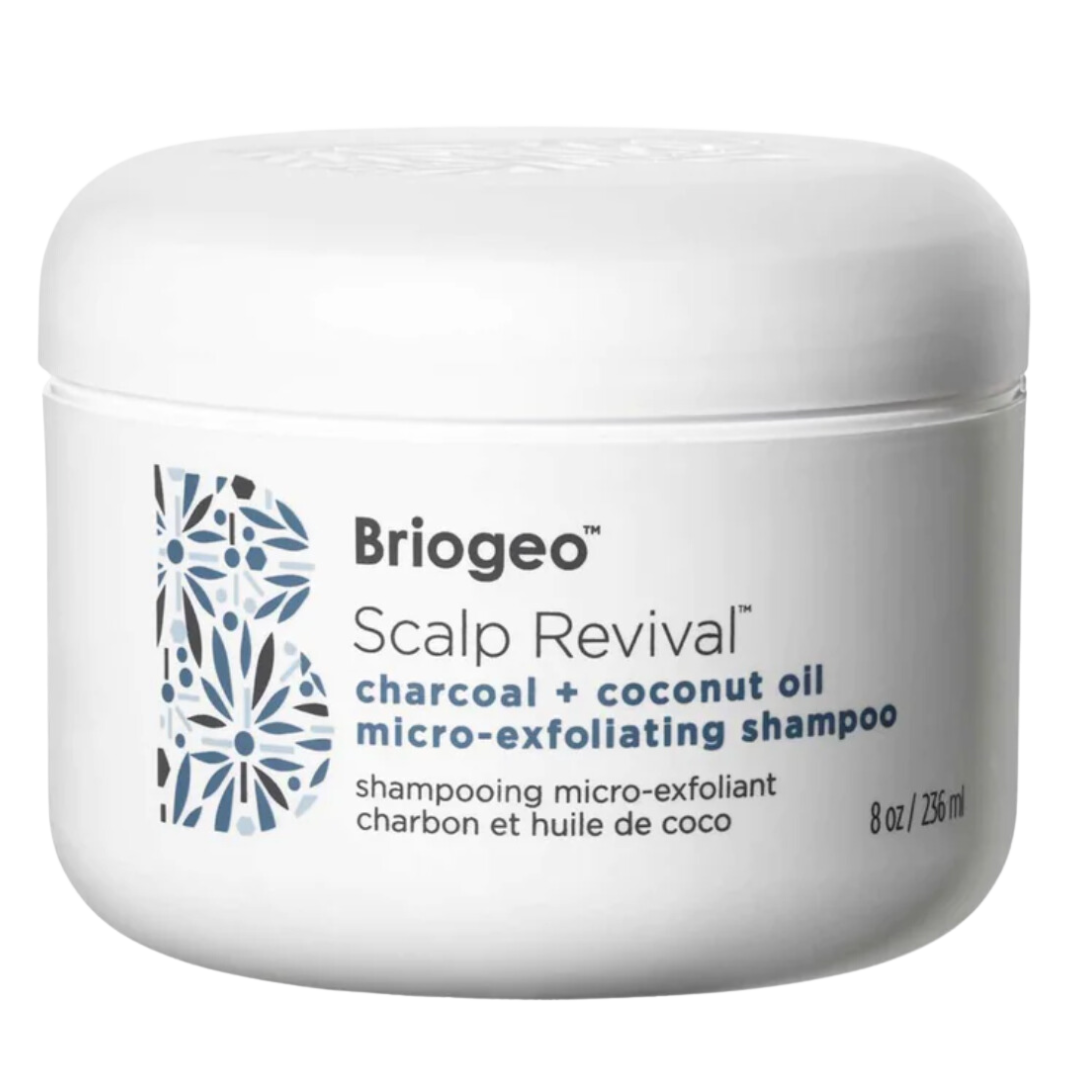 Briogeo™
Scalp Revival™
charcoal + coconut oil
micro-exfoliating shampoo
shampooing micro-exfoliant
charbon et huile de coco
8 oz / 236 ml